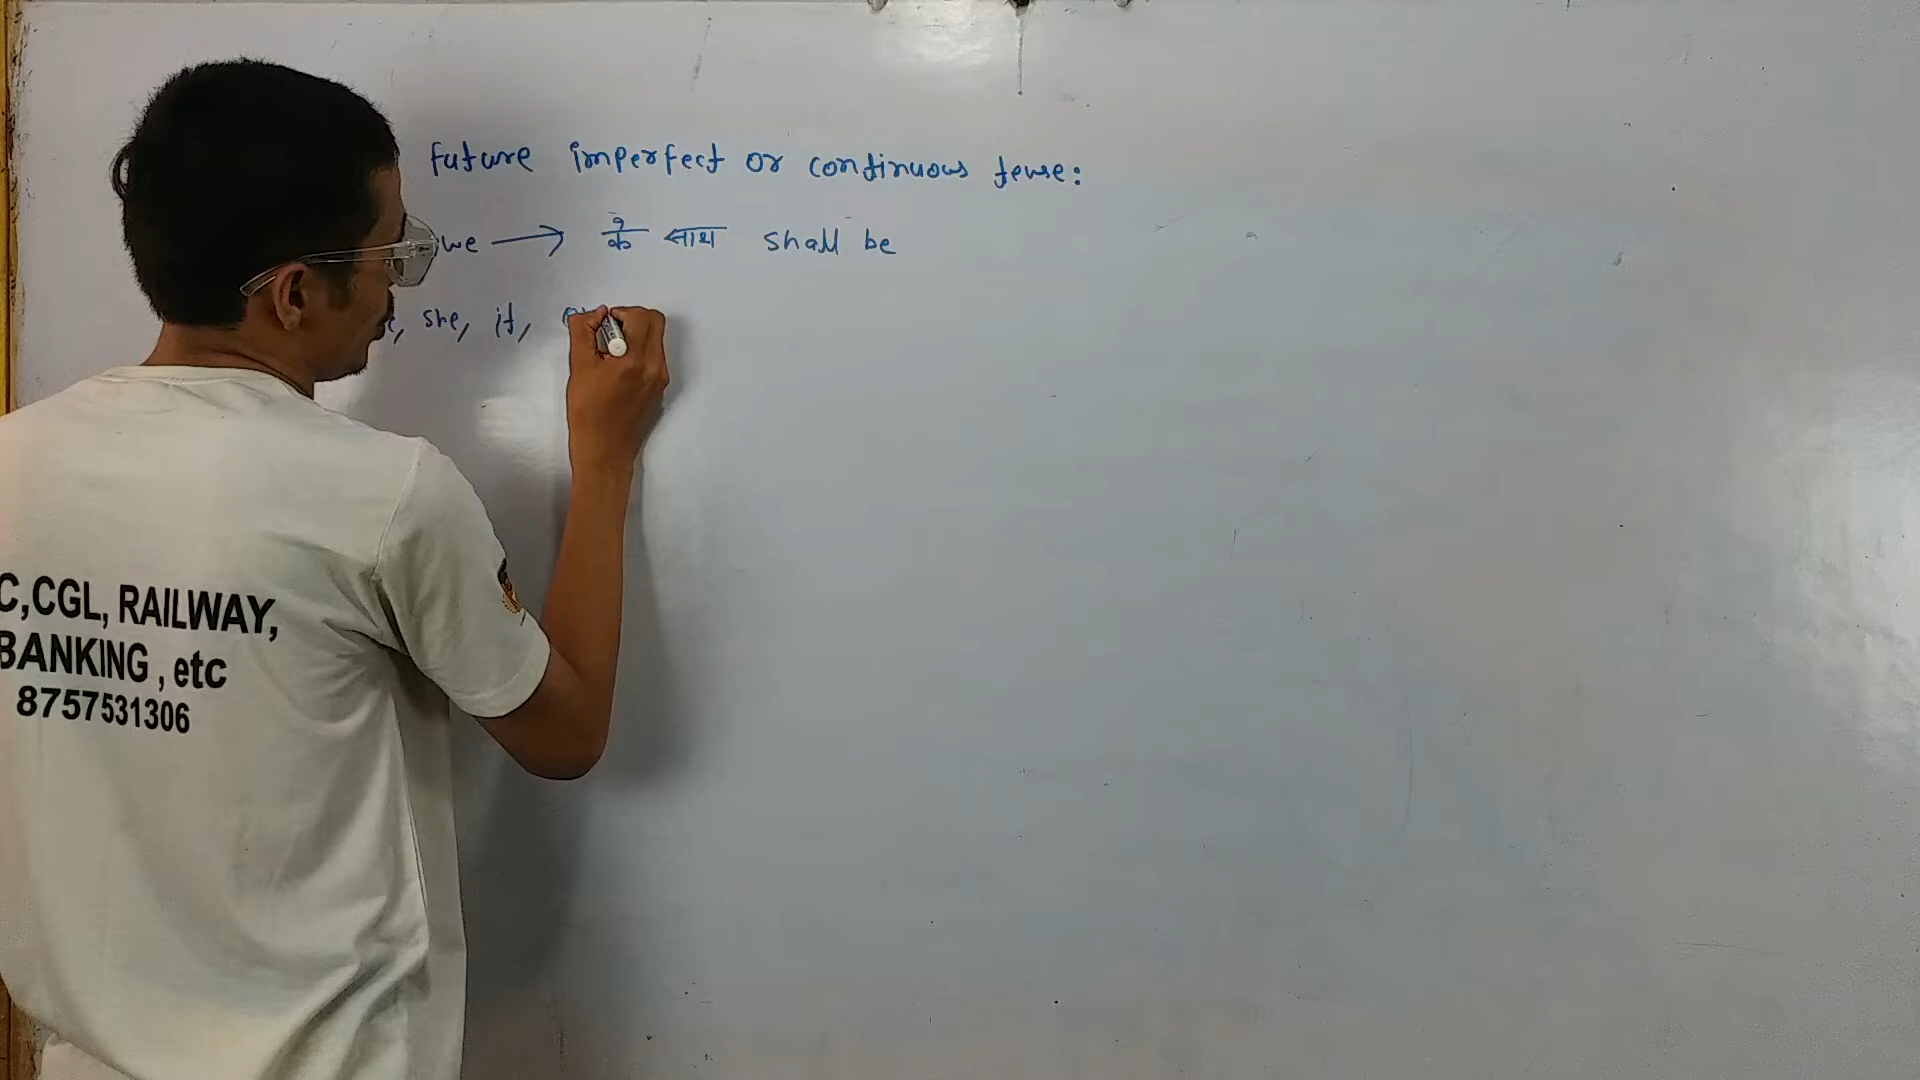 future imperfect or continuous tense:
we → के साथ shall be
she, it,
C,CGL, RAILWAY,
BANKING , etc
8757531306